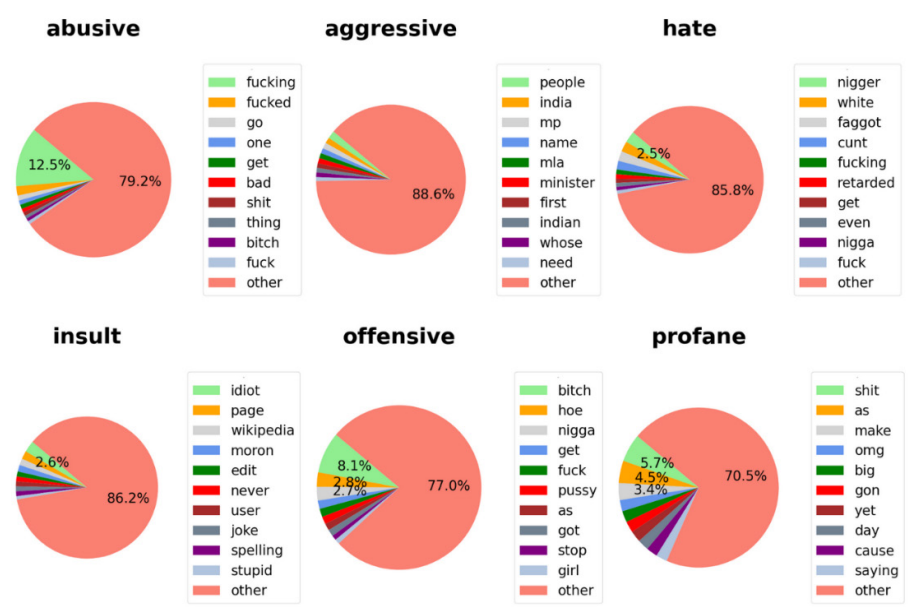 abusive
fucking
fucked
go
one
get
bad
shit
thing
bitch
fuck
other
12.5%
79.2%
aggressive
people
india
mp
name
mla
minister
first
indian
whose
need
other
88.6%
hate
nigger
white
faggot
cunt
fucking
retarded
get
even
nigga
fuck
other
2.5%
85.8%
insult
idiot
page
wikipedia
moron
edit
never
user
joke
spelling
stupid
other
2.6%
86.2%
offensive
bitch
hoe
nigga
get
fuck
pussy
as
got
stop
girl
other
8.1%
2.8%
2.7%
77.0%
profane
shit
as
make
omg
big
gon
yet
day
cause
saying
other
5.7%
4.5%
3.4%
70.5%